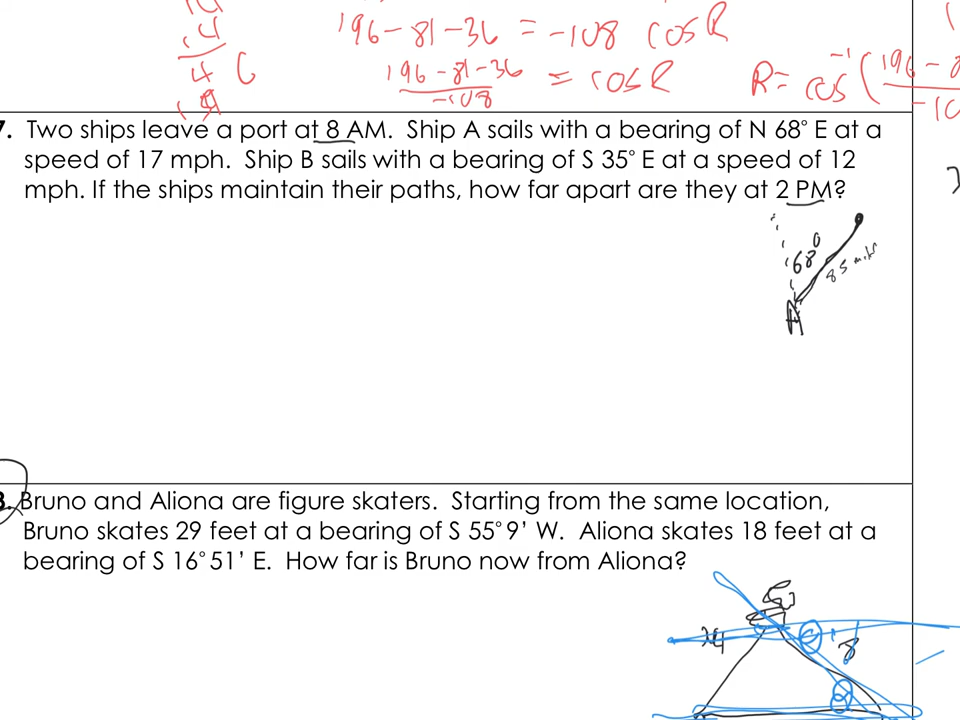 196-81-36 = -108 cos R
196-81-36 / -108 = cos R
R = cos⁻¹ (196-8
-10
7. Two ships leave a port at 8 AM. Ship A sails with a bearing of N 68° E at a
speed of 17 mph. Ship B sails with a bearing of S 35° E at a speed of 12
mph. If the ships maintain their paths, how far apart are they at 2 PM?
68°
A
Bruno and Aliona are figure skaters. Starting from the same location,
Bruno skates 29 feet at a bearing of S 55° 9’ W. Aliona skates 18 feet at a
bearing of S 16° 51’ E. How far is Bruno now from Aliona?